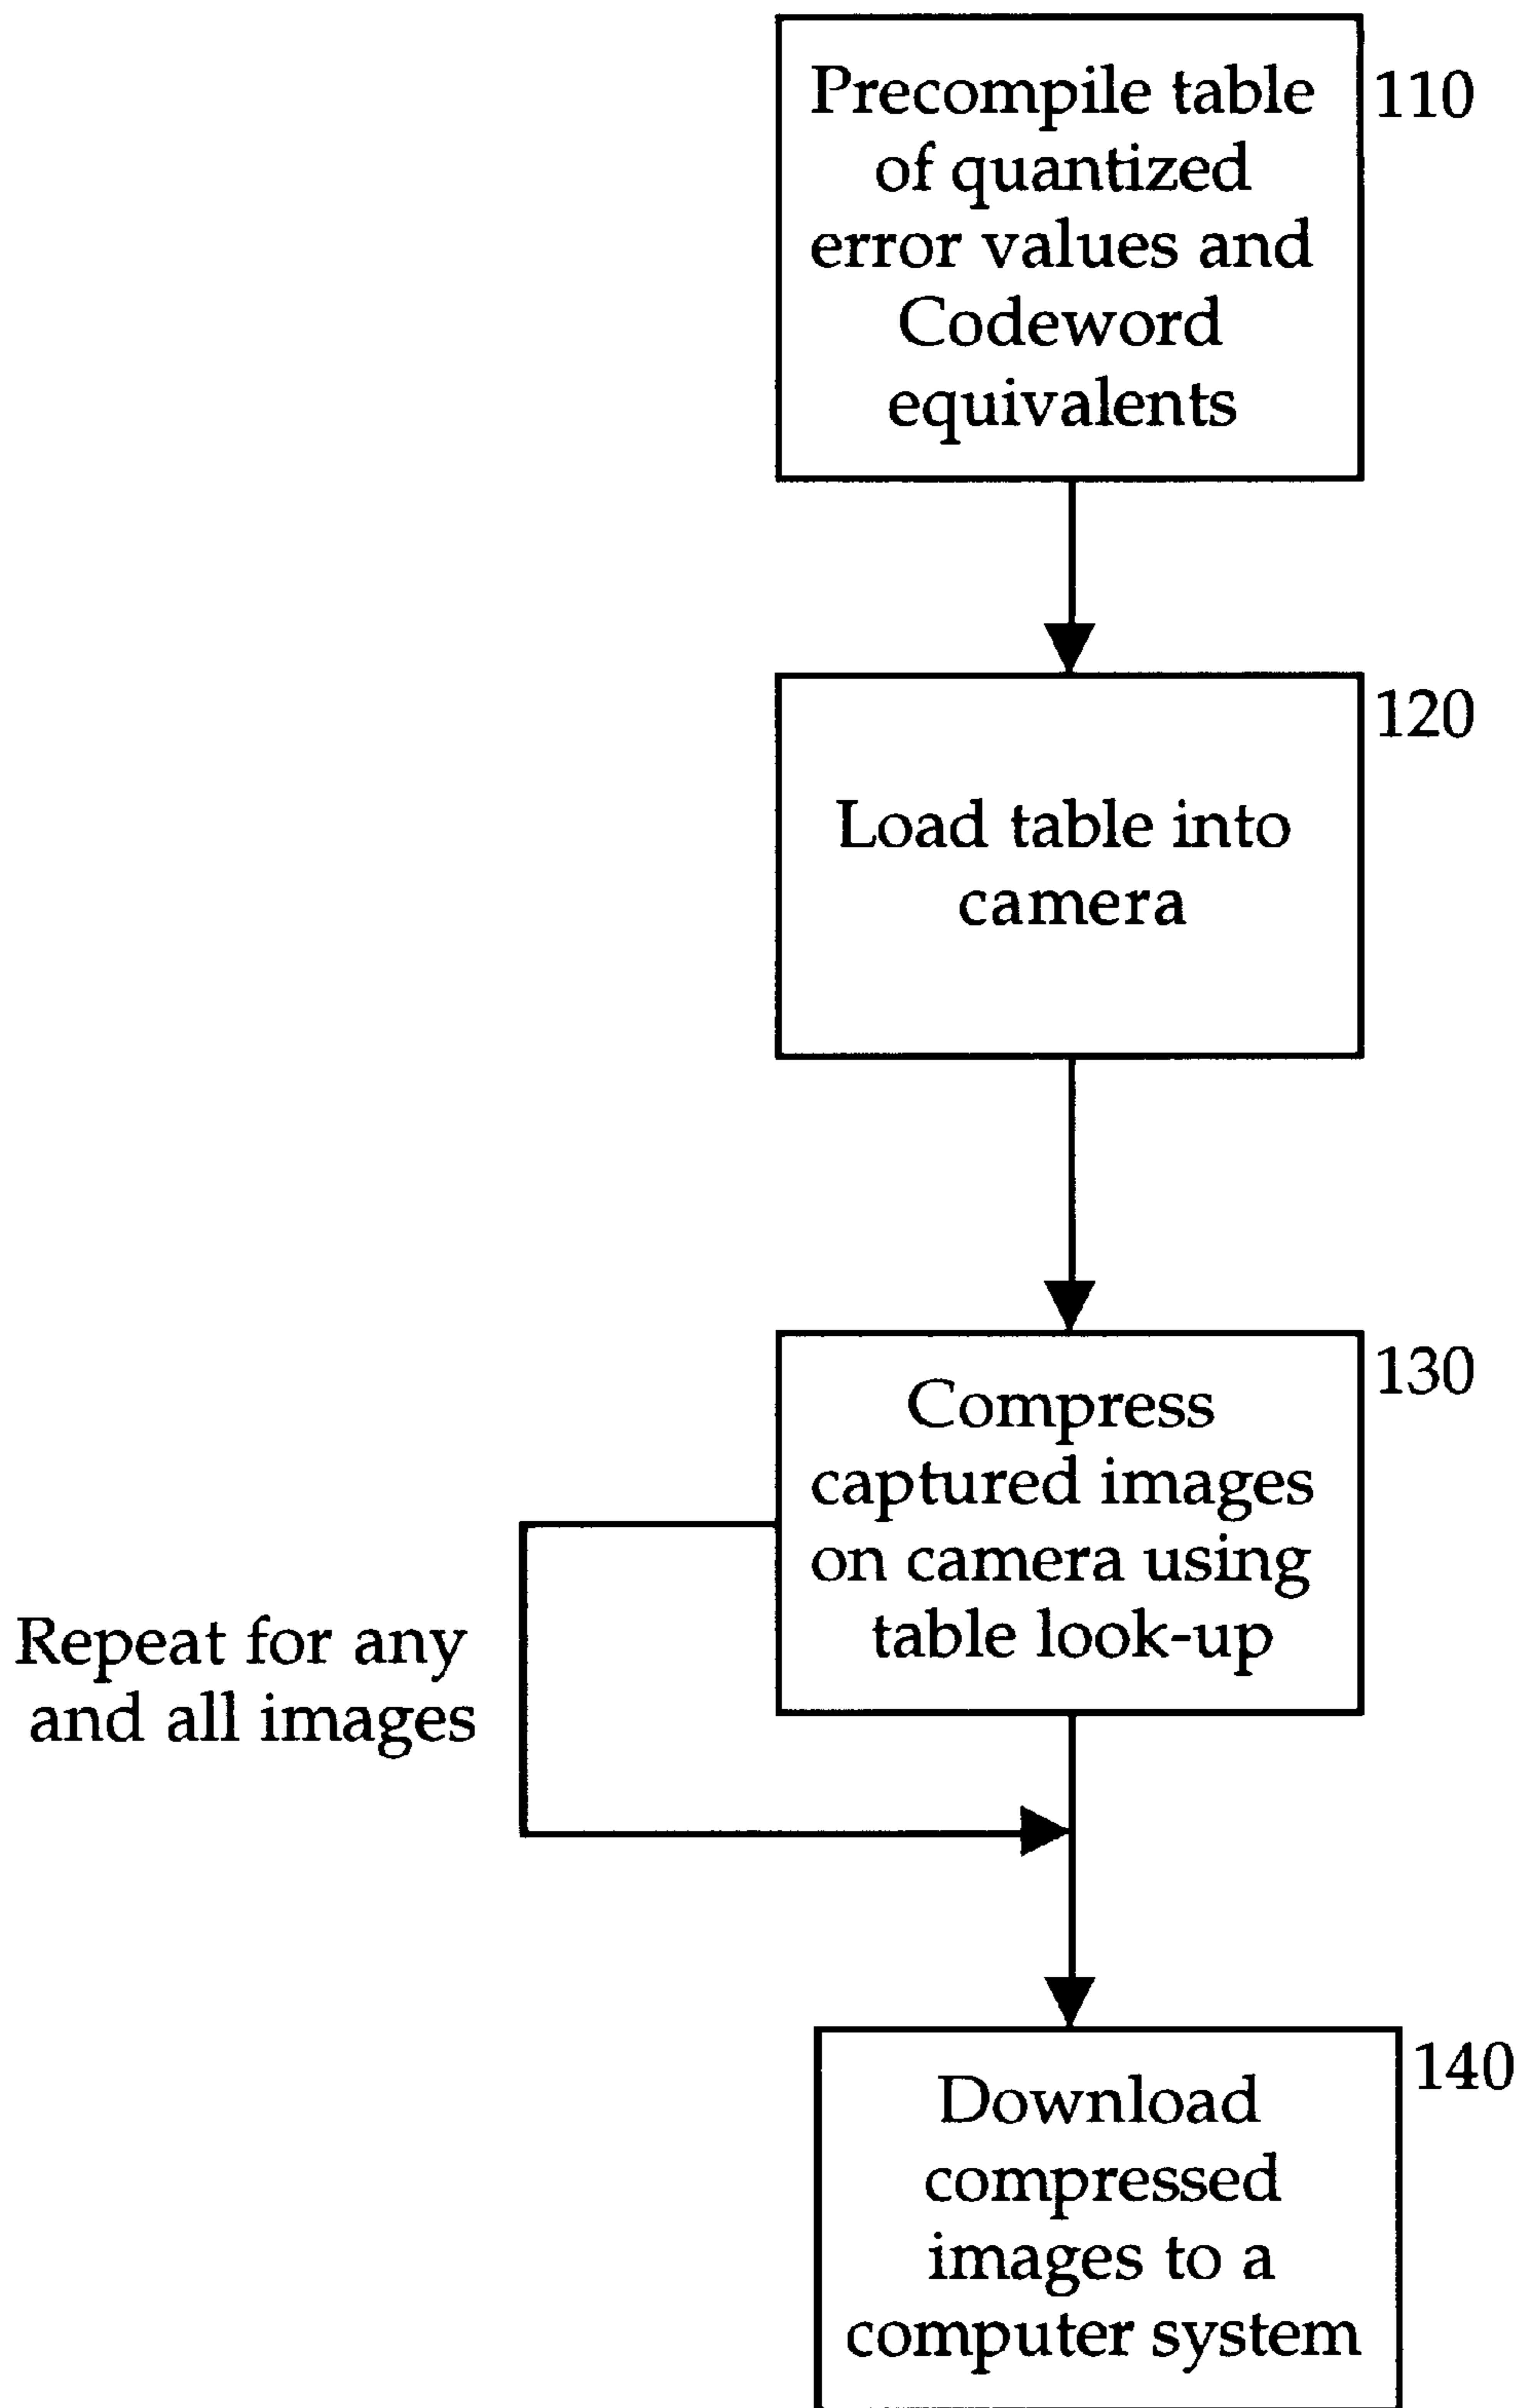 Precompile table
of quantized
error values and
Codeword
equivalents
110
Load table into
camera
120
Compress
captured images
on camera using
table look-up
130
Repeat for any
and all images
Download
compressed
images to a
computer system
140